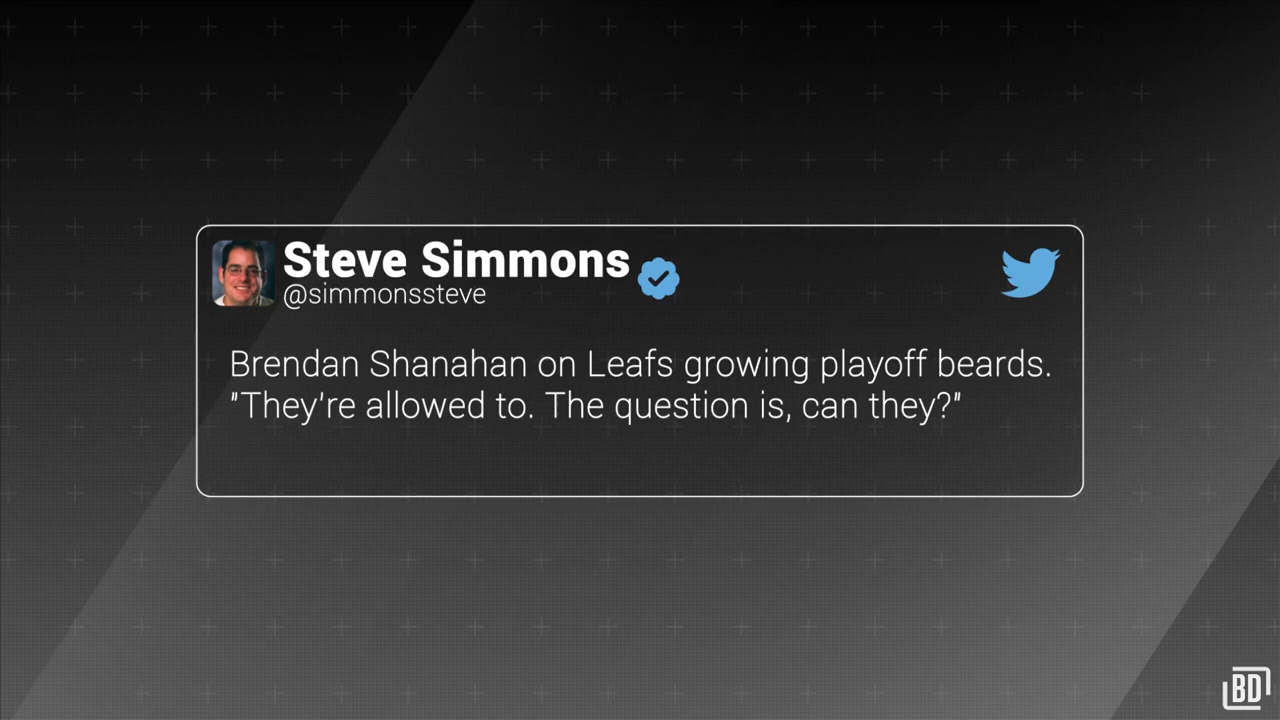 Steve Simmons
@simmonssteve
Brendan Shanahan on Leafs growing playoff beards.
"They're allowed to. The question is, can they?"
BD